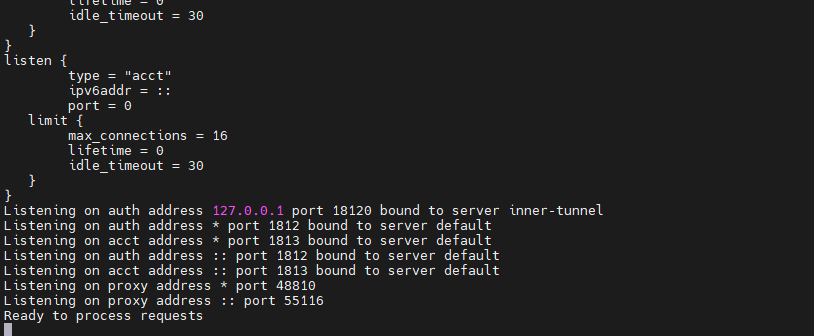 lifetime = 0
idle_timeout = 30
}
}
listen {
type = "acct"
ipv6addr = ::
port = 0
limit {
max_connections = 16
lifetime = 0
idle_timeout = 30
}
}
Listening on auth address 127.0.0.1 port 18120 bound to server inner-tunnel
Listening on auth address * port 1812 bound to server default
Listening on acct address * port 1813 bound to server default
Listening on auth address :: port 1812 bound to server default
Listening on acct address :: port 1813 bound to server default
Listening on proxy address * port 48810
Listening on proxy address :: port 55116
Ready to process requests